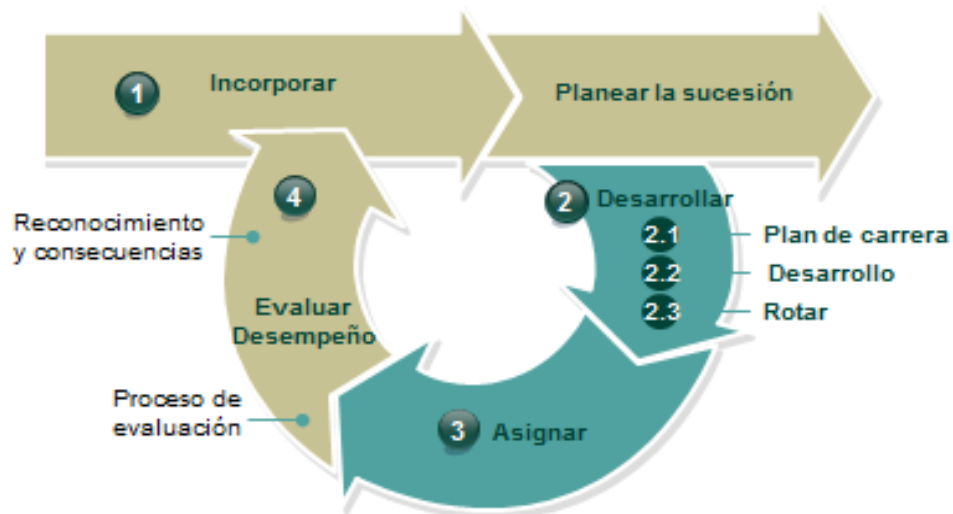 1 Incorporar
Planear la sucesión
4
Reconocimiento
y consecuencias
2 Desarrollar
2.1 Plan de carrera
2.2 Desarrollo
2.3 Rotar
Evaluar
Desempeño
Proceso de
evaluación
3 Asignar